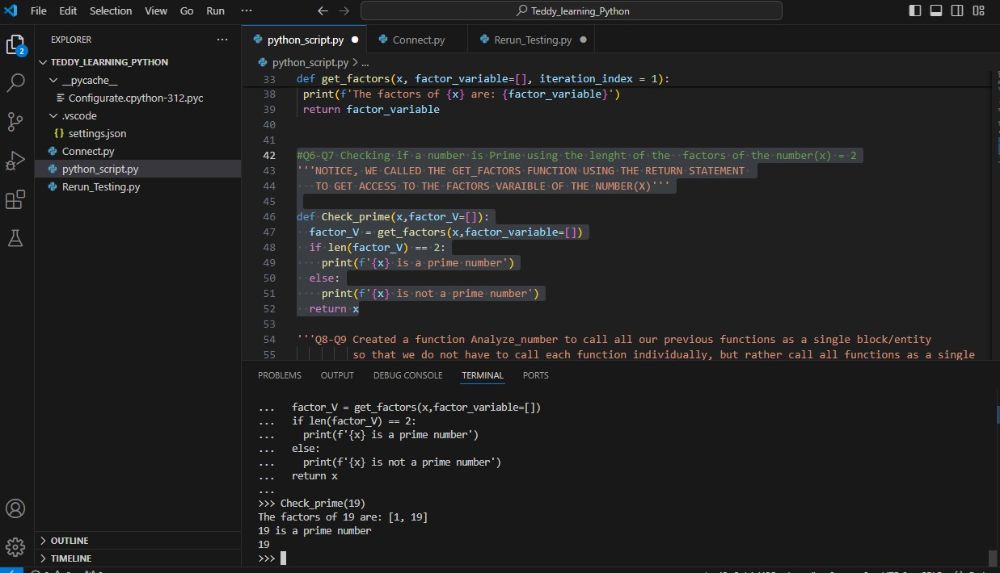 File Edit Selection View Go Run ··· ← → Teddy_learning_Python
EXPLORER ···
2
TEDDY_LEARNING_PYTHON
__pycache__
Configurate.cpython-312.pyc
.vscode
{} settings.json
Connect.py
python_script.py
Rerun_Testing.py
OUTLINE
TIMELINE
python_script.py ● Connect.py Rerun_Testing.py ●
python_script.py > ...
33 def get_factors(x, factor_variable=[], iteration_index = 1):
38 print(f'The factors of {x} are: {factor_variable}')
39 return factor_variable
40
41
42 #Q6-Q7 Checking if a number is Prime using the lenght of the  factors of the number(x) = 2
43 '''NOTICE, WE CALLED THE GET_FACTORS FUNCTION USING THE RETURN STATEMENT
44    TO GET ACCESS TO THE FACTORS VARAIBLE OF THE NUMBER(X)'''
45
46 def Check_prime(x,factor_V=[]):
47   factor_V = get_factors(x,factor_variable=[])
48   if len(factor_V) == 2:
49     print(f'{x} is a prime number')
50   else:
51     print(f'{x} is not a prime number')
52   return x
53
54 '''Q8-Q9 Created a function Analyze_number to call all our previous functions as a single block/entity
55          so that we do not have to call each function individually, but rather call all functions as a single
PROBLEMS OUTPUT DEBUG CONSOLE TERMINAL PORTS
...   factor_V = get_factors(x,factor_variable=[])
...   if len(factor_V) == 2:
...     print(f'{x} is a prime number')
...   else:
...     print(f'{x} is not a prime number')
...   return x
...
>>> Check_prime(19)
The factors of 19 are: [1, 19]
19 is a prime number
19
>>>